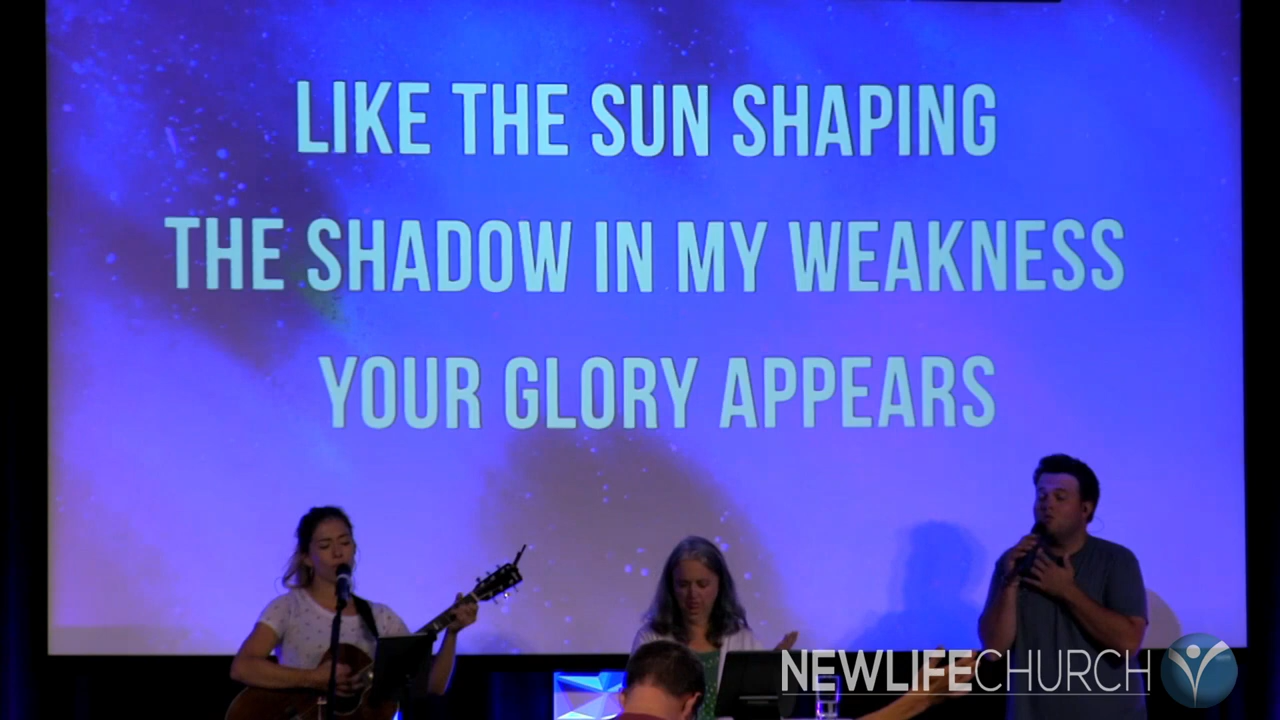 LIKE THE SUN SHAPING
THE SHADOW IN MY WEAKNESS
YOUR GLORY APPEARS
NEWLIFECHURCH